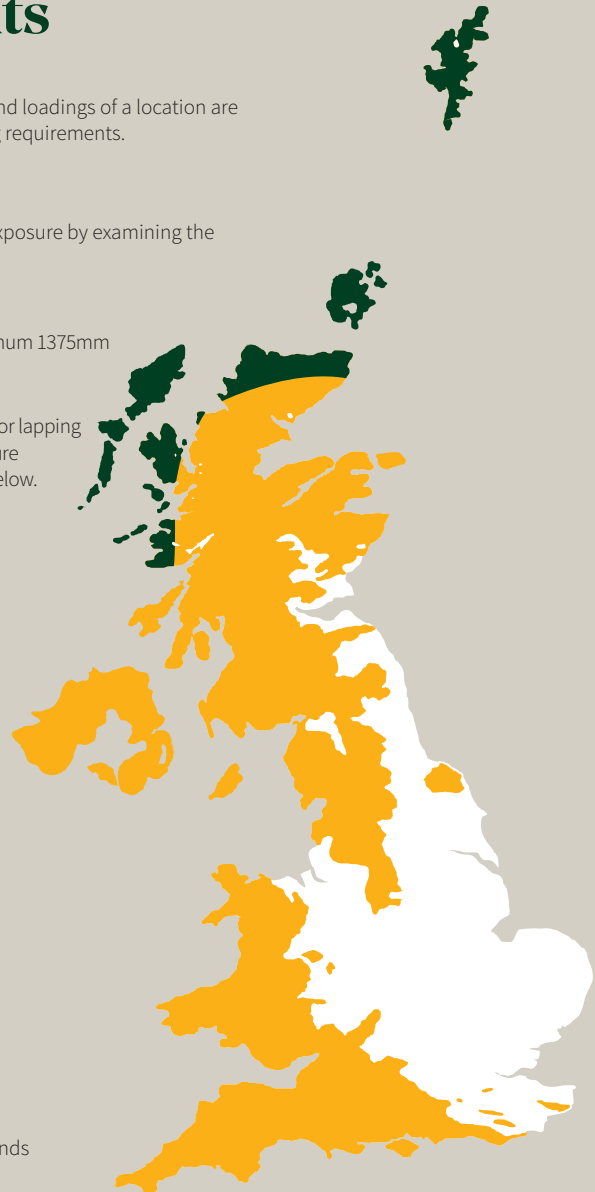 ts
nd loadings of a location are
requirements.
xposure by examining the
num 1375mm
or lapping
ure
elow.
nds